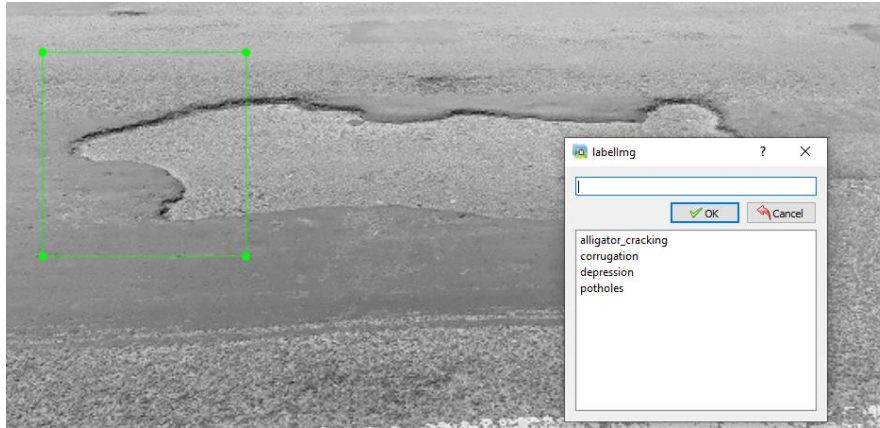 labelImg
?
OK
Cancel
alligator_cracking
corrugation
depression
potholes